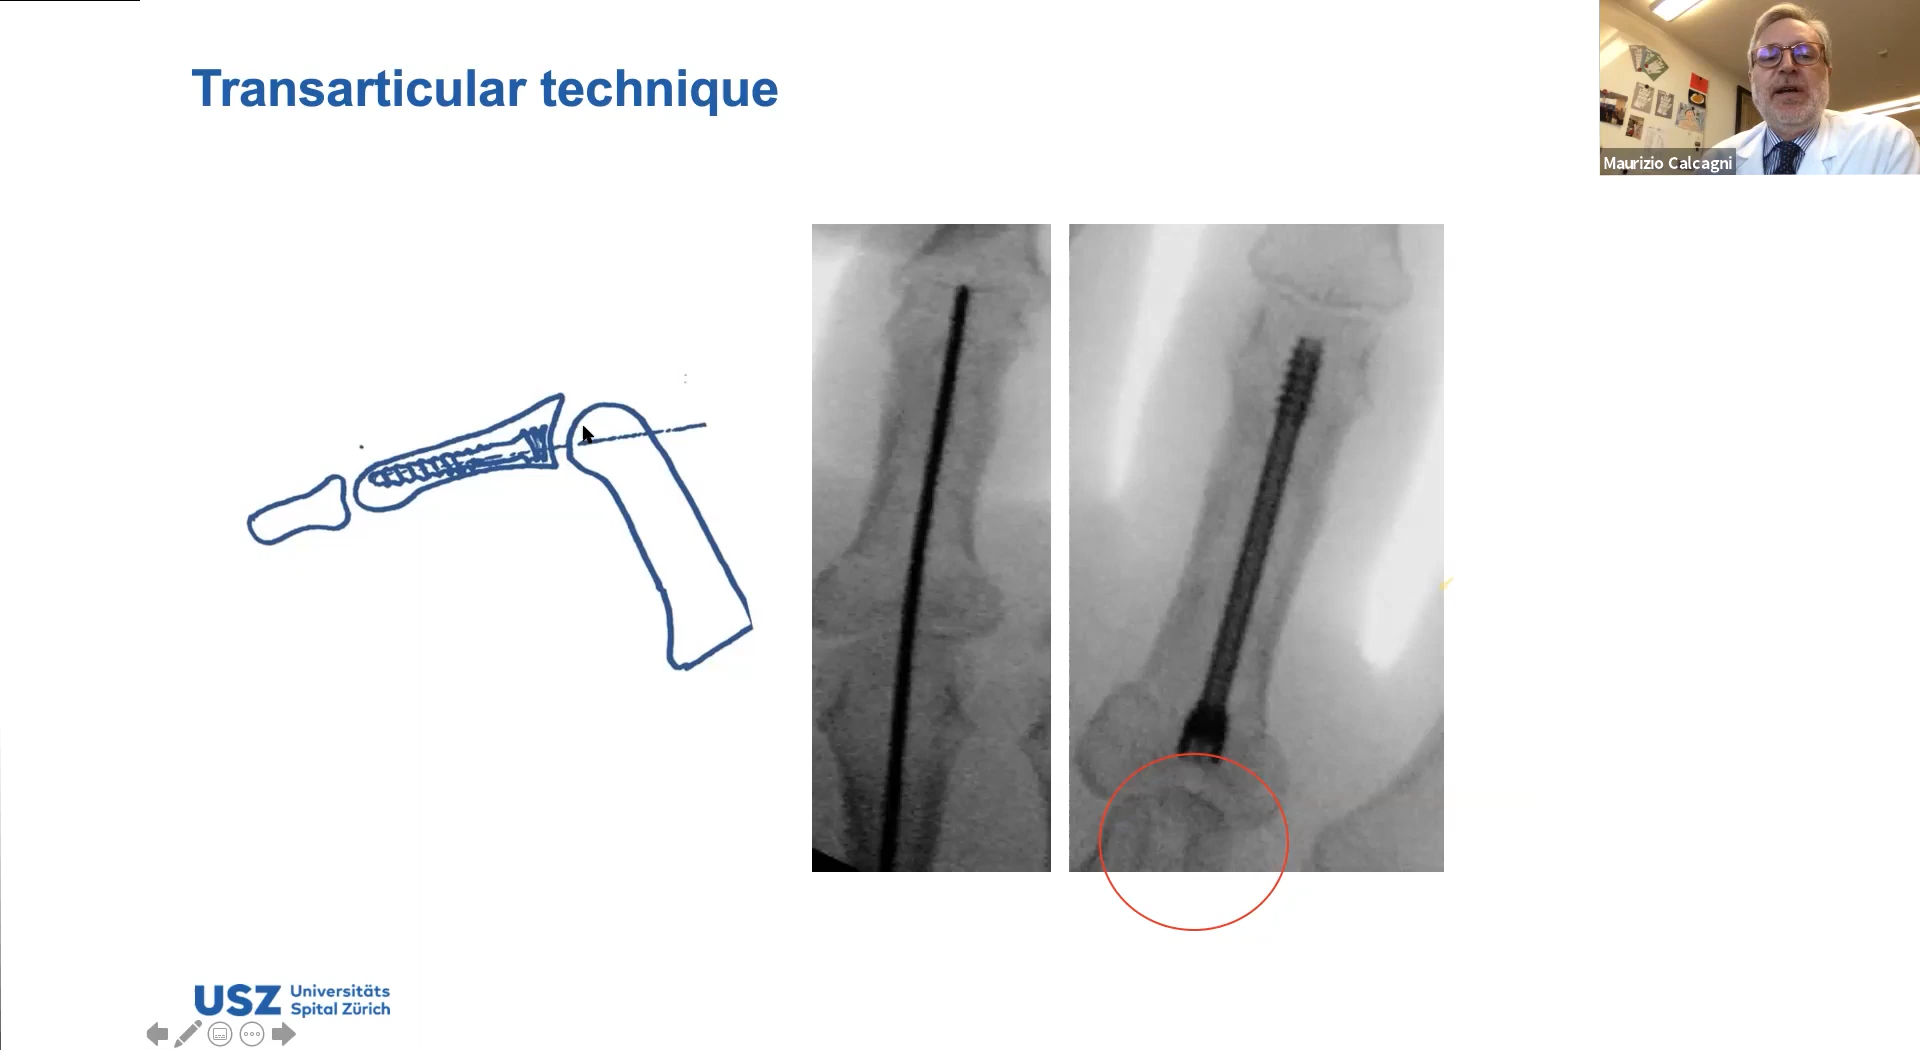 Transarticular technique
Maurizio Calcagni
USZ Universitäts
Spital Zürich